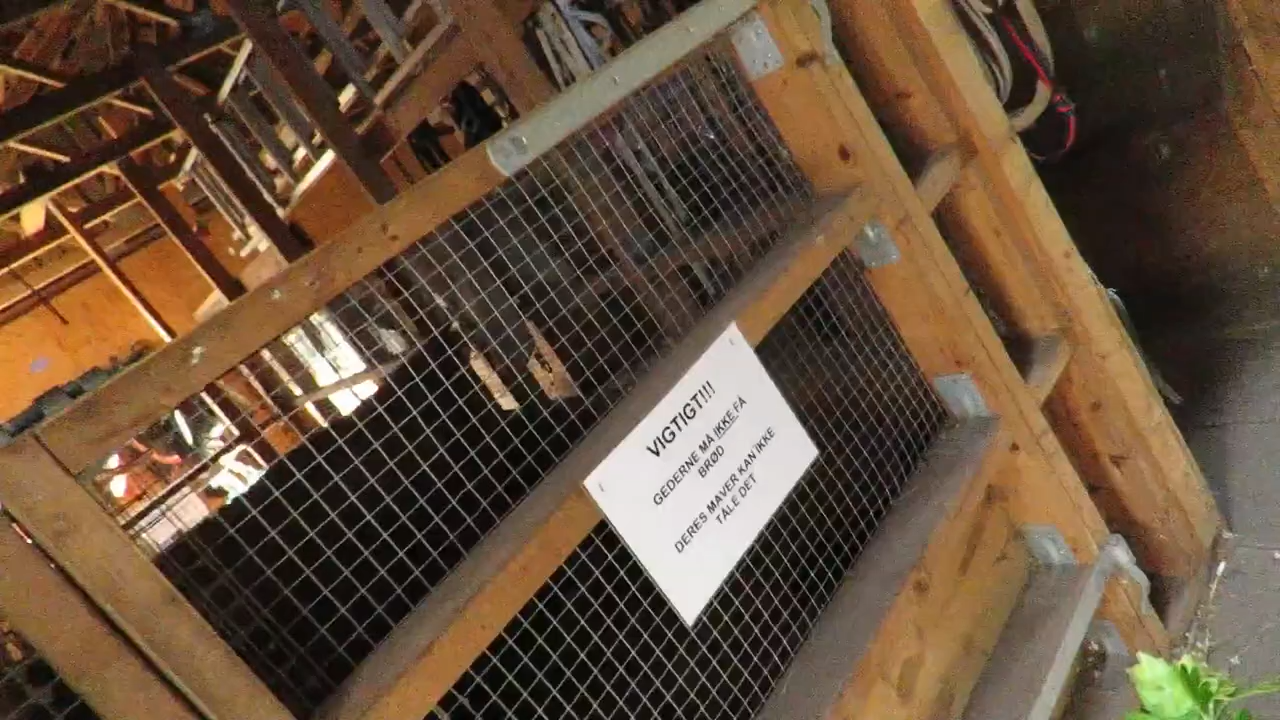 VIGTIGT!!!
GEDERNE MÅ IKKE FÅ
BRØD
DERES MAVER KAN IKKE
TÅLE DET